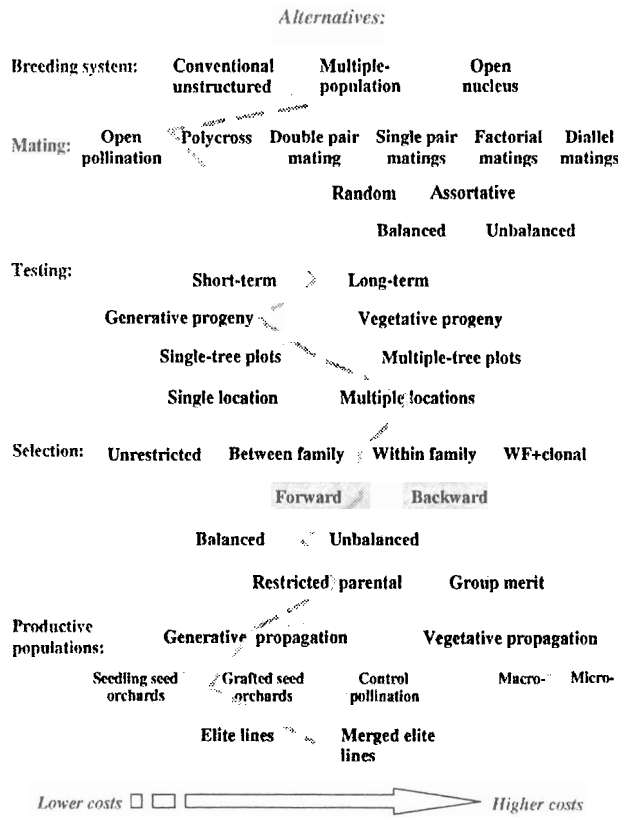 Alternatives:
Breeding system: Conventional Multiple- Open
unstructured population nucleus
Mating: Open Polycross Double pair Single pair Factorial Diallel
pollination mating matings matings matings
Random Assortative
Balanced Unbalanced
Testing: Short-term Long-term
Generative progeny Vegetative progeny
Single-tree plots Multiple-tree plots
Single location Multiple locations
Selection: Unrestricted Between family Within family WF+clonal
Forward Backward
Balanced Unbalanced
Restricted parental Group merit
Productive
populations: Generative propagation Vegetative propagation
Seedling seed Grafted seed Control Macro- Micro-
orchards orchards pollination
Elite lines Merged elite
lines
Lower costs Higher costs